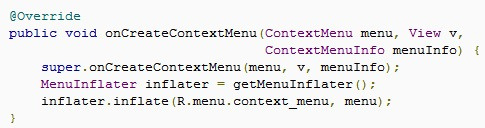 @Override
public void onCreateContextMenu(ContextMenu menu, View v,
                                ContextMenuInfo menuInfo) {
    super.onCreateContextMenu(menu, v, menuInfo);
    MenuInflater inflater = getMenuInflater();
    inflater.inflate(R.menu.context_menu, menu);
}